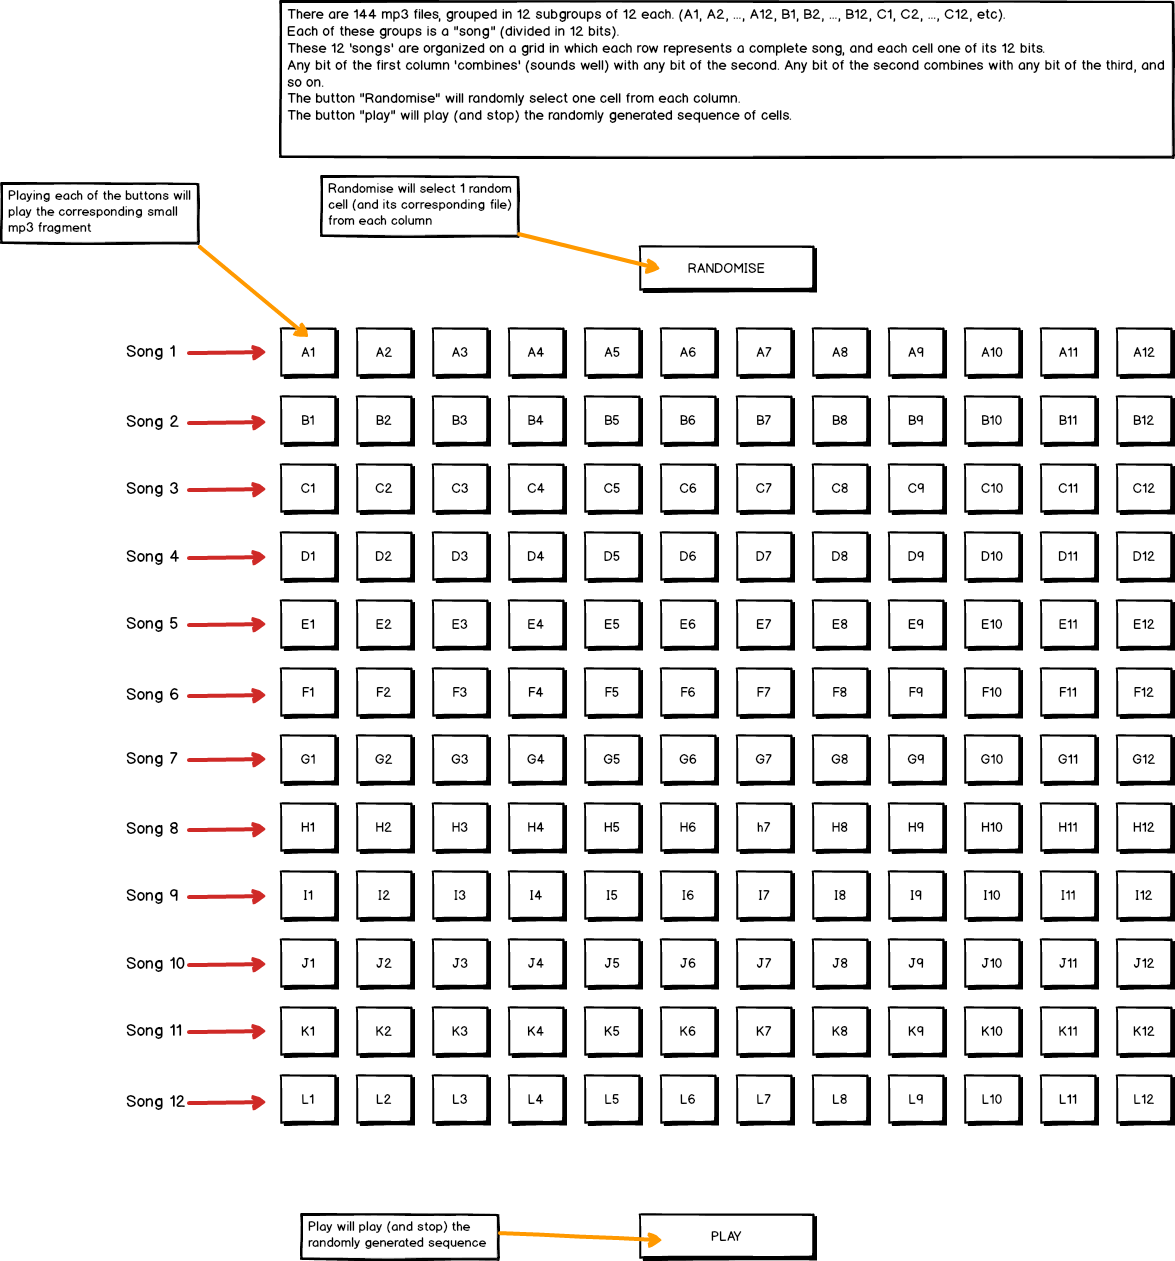 There are 144 mp3 files, grouped in 12 subgroups of 12 each. (A1, A2, ..., A12, B1, B2, ..., B12, C1, C2, ..., C12, etc).
Each of these groups is a "song" (divided in 12 bits).
These 12 'songs' are organized on a grid in which each row represents a complete song, and each cell one of its 12 bits.
Any bit of the first column 'combines' (sounds well) with any bit of the second. Any bit of the second combines with any bit of the third, and
so on.
The button "Randomise" will randomly select one cell from each column.
The button "play" will play (and stop) the randomly generated sequence of cells.
Playing each of the buttons will
play the corresponding small
mp3 fragment
Randomise will select 1 random
cell (and its corresponding file)
from each column
RANDOMISE
Song 1 A1 A2 A3 A4 A5 A6 A7 A8 A9 A10 A11 A12
Song 2 B1 B2 B3 B4 B5 B6 B7 B8 B9 B10 B11 B12
Song 3 C1 C2 C3 C4 C5 C6 C7 C8 C9 C10 C11 C12
Song 4 D1 D2 D3 D4 D5 D6 D7 D8 D9 D10 D11 D12
Song 5 E1 E2 E3 E4 E5 E6 E7 E8 E9 E10 E11 E12
Song 6 F1 F2 F3 F4 F5 F6 F7 F8 F9 F10 F11 F12
Song 7 G1 G2 G3 G4 G5 G6 G7 G8 G9 G10 G11 G12
Song 8 H1 H2 H3 H4 H5 H6 h7 H8 H9 H10 H11 H12
Song 9 I1 I2 I3 I4 I5 I6 I7 I8 I9 I10 I11 I12
Song 10 J1 J2 J3 J4 J5 J6 J7 J8 J9 J10 J11 J12
Song 11 K1 K2 K3 K4 K5 K6 K7 K8 K9 K10 K11 K12
Song 12 L1 L2 L3 L4 L5 L6 L7 L8 L9 L10 L11 L12
Play will play (and stop) the
randomly generated sequence
PLAY